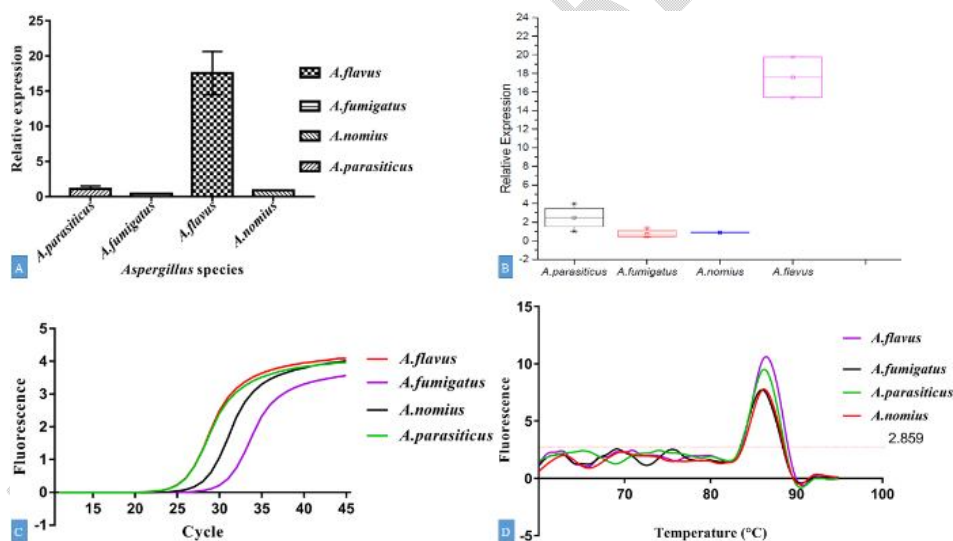 25
20
15
10
5
0
Relative expression
A.parasiticus
A.fumigatus
A.flavus
A.nomius
Aspergillus species
A.flavus
A.fumigatus
A.nomius
A.parasiticus
A
24
22
20
18
16
14
12
10
8
6
4
2
0
-2
Relative Expression
A.parasiticus
A.fumigatus
A.nomius
A.flavus
B
5
4
3
2
1
0
-1
Fluorescence
15
20
25
30
35
40
45
Cycle
A.flavus
A.fumigatus
A.nomius
A.parasiticus
C
15
10
5
0
-5
Fluorescence
70
80
90
100
Temperature (°C)
A.flavus
A.fumigatus
A.parasiticus
A.nomius
2.859
D